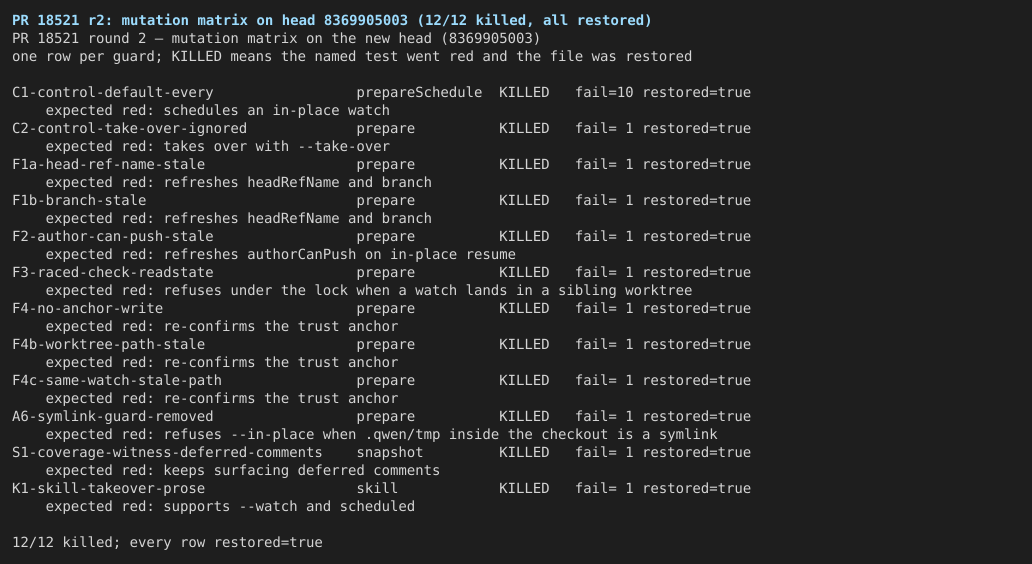 PR 18521 r2: mutation matrix on head 8369905003 (12/12 killed, all restored)
PR 18521 round 2 — mutation matrix on the new head (8369905003)
one row per guard; KILLED means the named test went red and the file was restored
C1-control-default-every prepareSchedule KILLED fail=10 restored=true
expected red: schedules an in-place watch
C2-control-take-over-ignored prepare KILLED fail= 1 restored=true
expected red: takes over with --take-over
F1a-head-ref-name-stale prepare KILLED fail= 1 restored=true
expected red: refreshes headRefName and branch
F1b-branch-stale prepare KILLED fail= 1 restored=true
expected red: refreshes headRefName and branch
F2-author-can-push-stale prepare KILLED fail= 1 restored=true
expected red: refreshes authorCanPush on in-place resume
F3-raced-check-readstate prepare KILLED fail= 1 restored=true
expected red: refuses under the lock when a watch lands in a sibling worktree
F4-no-anchor-write prepare KILLED fail= 1 restored=true
expected red: re-confirms the trust anchor
F4b-worktree-path-stale prepare KILLED fail= 1 restored=true
expected red: re-confirms the trust anchor
F4c-same-watch-stale-path prepare KILLED fail= 1 restored=true
expected red: re-confirms the trust anchor
A6-symlink-guard-removed prepare KILLED fail= 1 restored=true
expected red: refuses --in-place when .qwen/tmp inside the checkout is a symlink
S1-coverage-witness-deferred-comments snapshot KILLED fail= 1 restored=true
expected red: keeps surfacing deferred comments
K1-skill-takeover-prose skill KILLED fail= 1 restored=true
expected red: supports --watch and scheduled
12/12 killed; every row restored=true